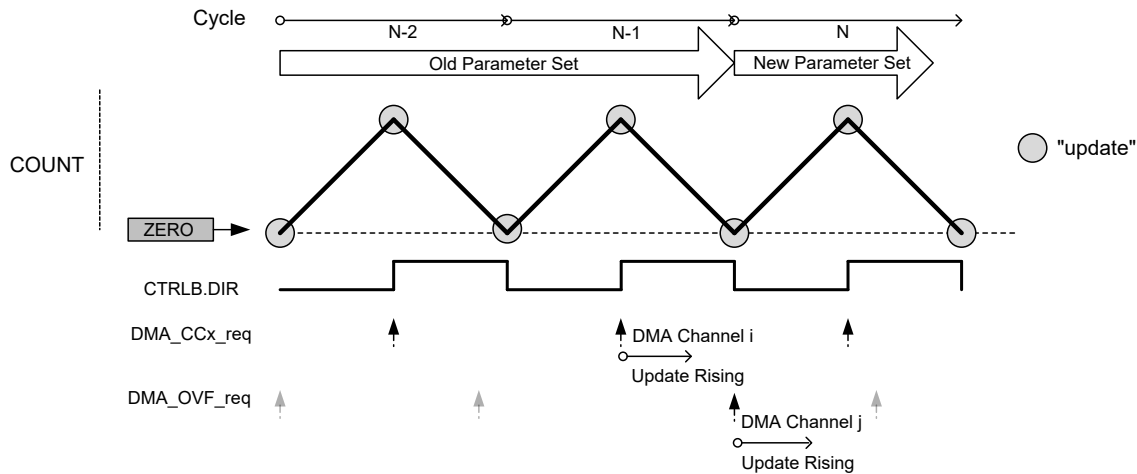 Cycle
N-2
N-1
N
Old Parameter Set
New Parameter Set
"update"
COUNT
ZERO
CTRLB.DIR
DMA_CCx_req
DMA Channel i
Update Rising
DMA_OVF_req
DMA Channel j
Update Rising